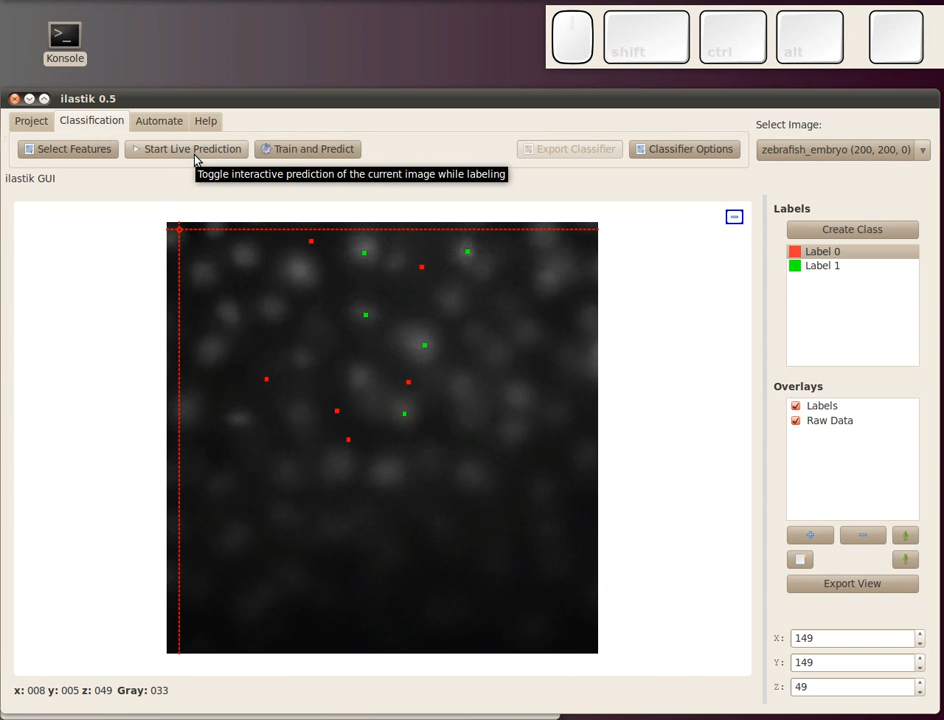 >_
Konsole
shift
ctrl
alt
ilastik 0.5
Project
Classification
Automate
Help
Select Features
Start Live Prediction
Train and Predict
Export Classifier
Classifier Options
Select Image:
zebrafish_embryo (200, 200, 0)
Toggle interactive prediction of the current image while labeling
ilastik GUI
Labels
Create Class
Label 0
Label 1
Overlays
Labels
Raw Data
Export View
X: 149
Y: 149
Z: 49
x: 008 y: 005 z: 049 Gray: 033